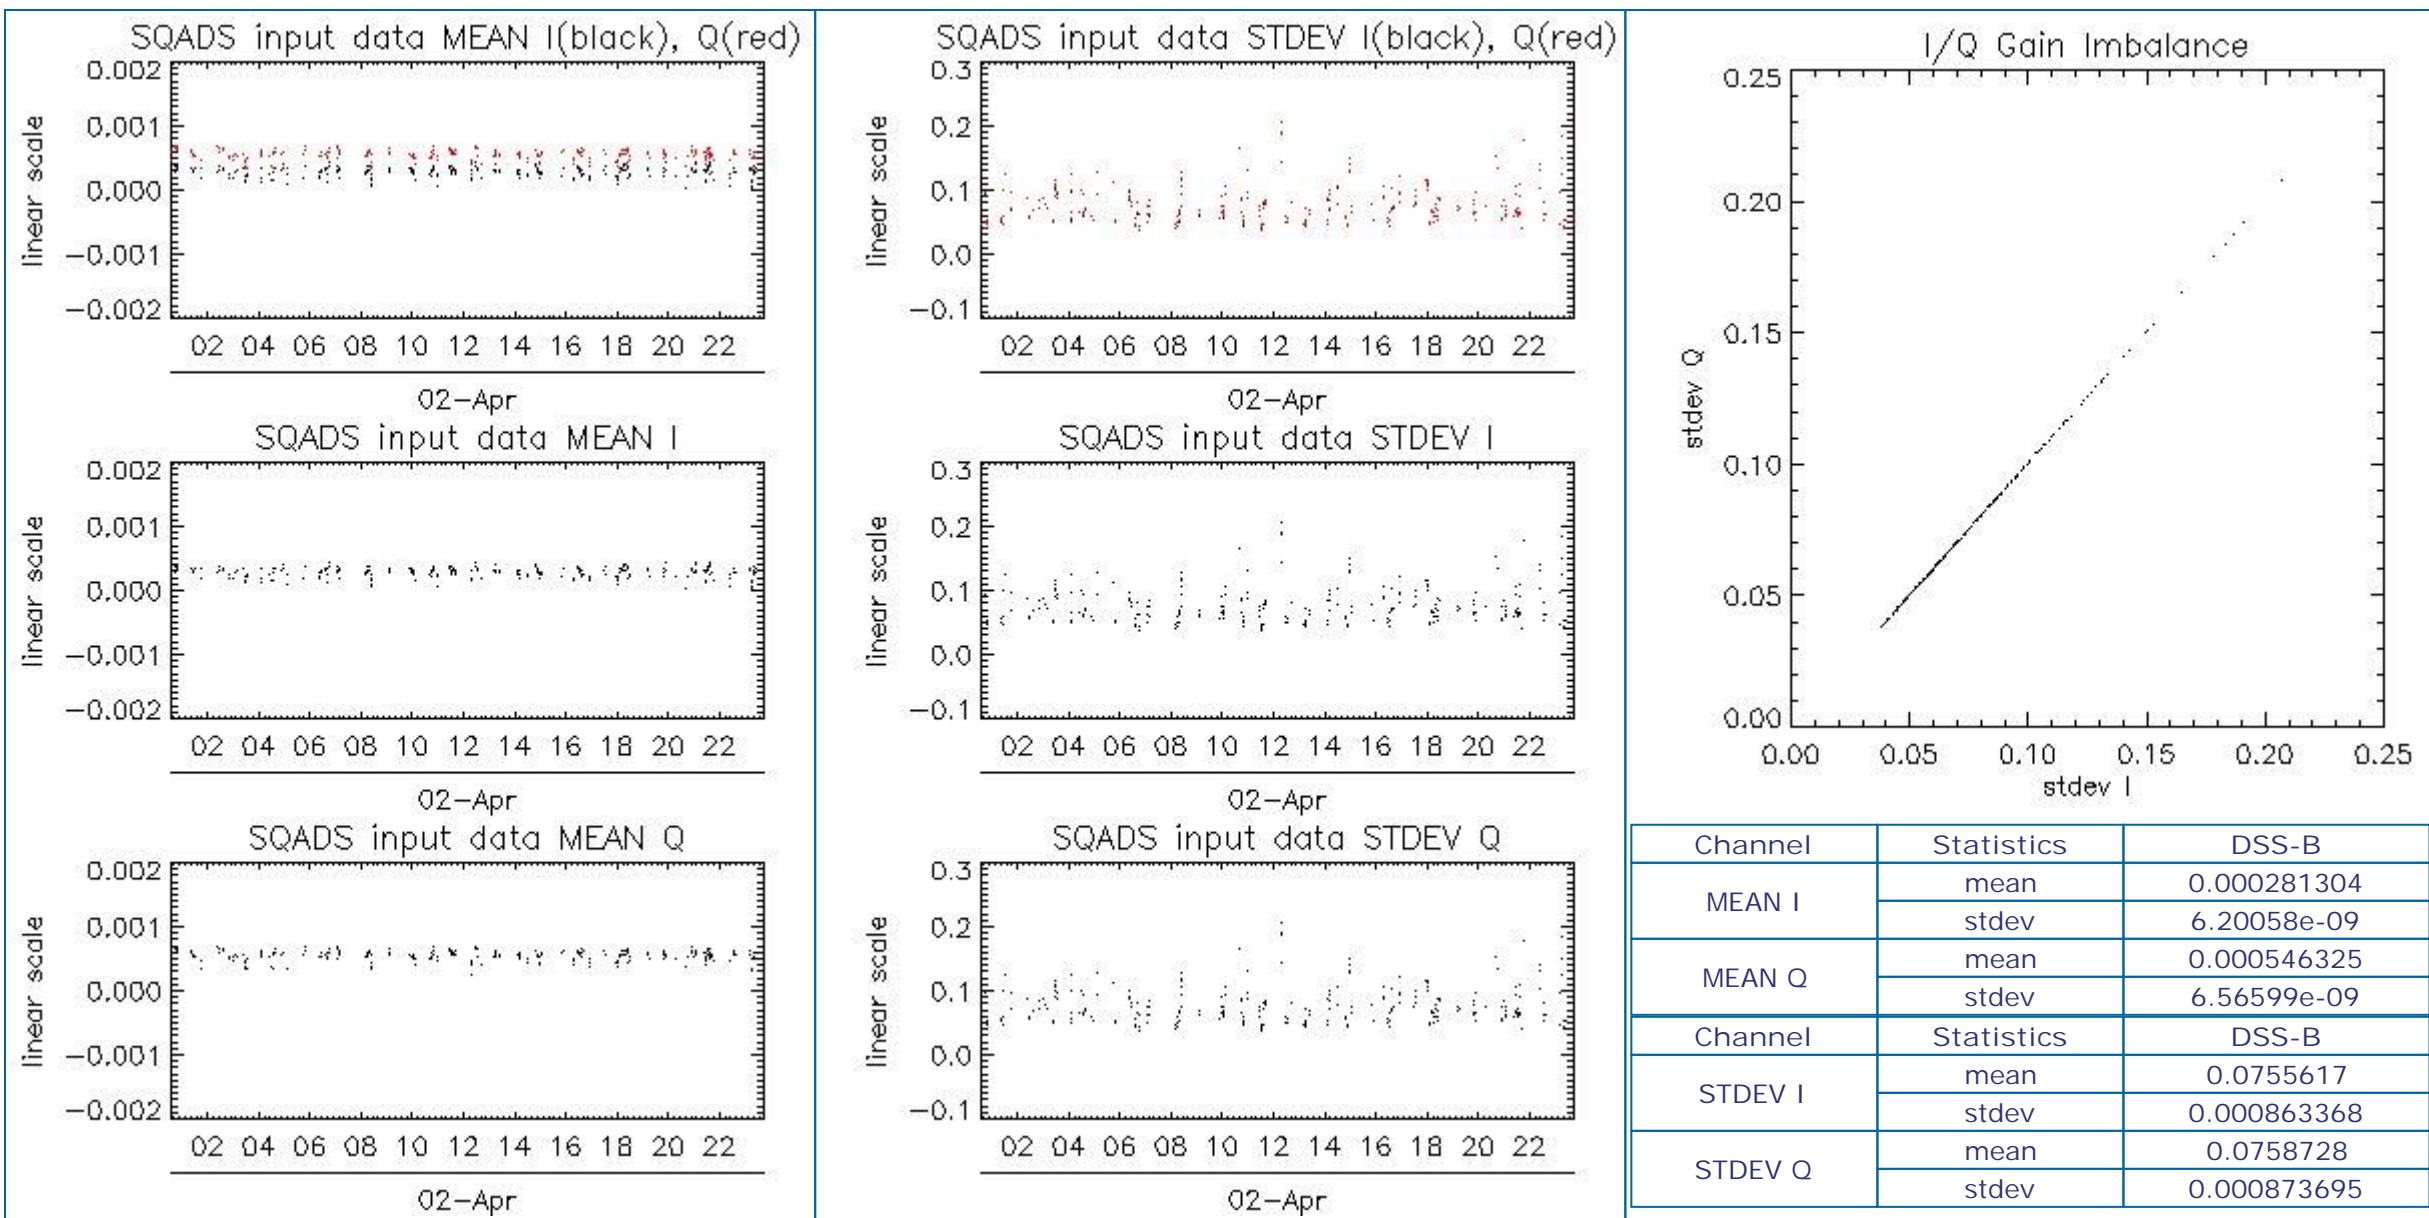 SQADS input data MEAN I(black), Q(red)
0.002
0.001
0.000
-0.001
-0.002
linear scale
02 04 06 08 10 12 14 16 18 20 22
02-Apr
SQADS input data MEAN I
0.002
0.001
0.000
-0.001
-0.002
linear scale
02 04 06 08 10 12 14 16 18 20 22
02-Apr
SQADS input data MEAN Q
0.002
0.001
0.000
-0.001
-0.002
linear scale
02 04 06 08 10 12 14 16 18 20 22
02-Apr
SQADS input data STDEV I(black), Q(red)
0.3
0.2
0.1
0.0
-0.1
linear scale
02 04 06 08 10 12 14 16 18 20 22
02-Apr
SQADS input data STDEV I
0.3
0.2
0.1
0.0
-0.1
linear scale
02 04 06 08 10 12 14 16 18 20 22
02-Apr
SQADS input data STDEV Q
0.3
0.2
0.1
0.0
-0.1
linear scale
02 04 06 08 10 12 14 16 18 20 22
02-Apr
I/Q Gain Imbalance
0.25
0.20
0.15
0.10
0.05
0.00
stdev Q
0.00 0.05 0.10 0.15 0.20 0.25
stdev I
Channel Statistics DSS-B
MEAN I mean 0.000281304
stdev 6.20058e-09
MEAN Q mean 0.000546325
stdev 6.56599e-09
Channel Statistics DSS-B
STDEV I mean 0.0755617
stdev 0.000863368
STDEV Q mean 0.0758728
stdev 0.000873695